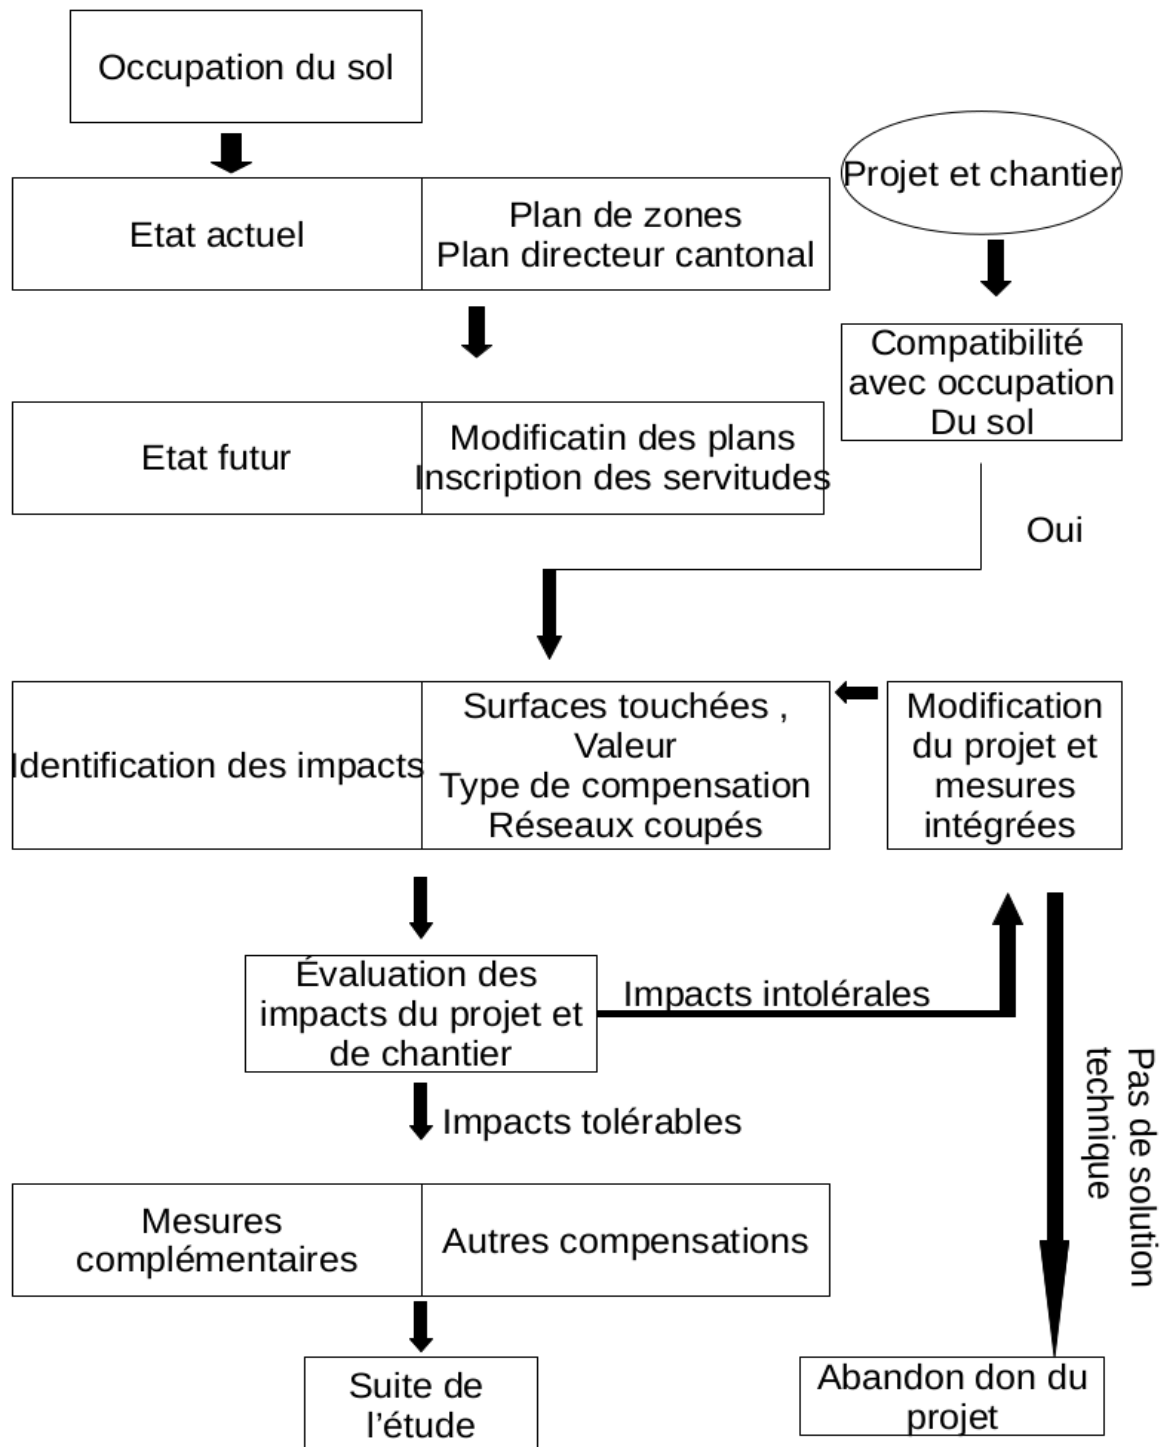 Occupation du sol
Projet et chantier
Etat actuel
Plan de zones
Plan directeur cantonal
Compatibilité
avec occupation
Du sol
Etat futur
Modificatin des plans
Inscription des servitudes
Oui
Identification des impacts
Surfaces touchées ,
Valeur
Type de compensation
Réseaux coupés
Modification
du projet et
mesures
intégrées
Évaluation des
impacts du projet et
de chantier
Impacts intolérales
Impacts tolérables
Pas de solution
technique
Mesures
complémentaires
Autres compensations
Suite de
l’étude
Abandon don du
projet